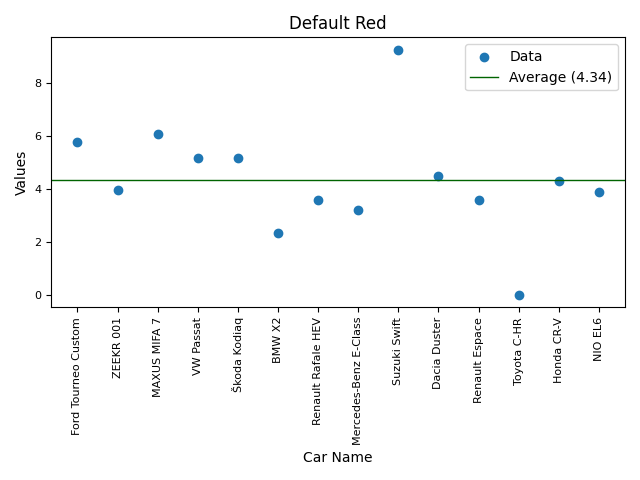 Default Red
Data
Average (4.34)
Values
8
6
4
2
0
Ford Tourneo Custom
ZEEKR 001
MAXUS MIFA 7
VW Passat
Škoda Kodiaq
BMW X2
Renault Rafale HEV
Mercedes-Benz E-Class
Suzuki Swift
Dacia Duster
Renault Espace
Toyota C-HR
Honda CR-V
NIO EL6
Car Name